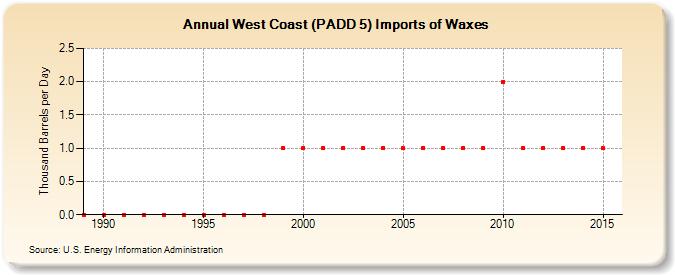 Annual West Coast (PADD 5) Imports of Waxes
Thousand Barrels per Day
2.5
2.0
1.5
1.0
0.5
0.0
1990 1995 2000 2005 2010 2015
Source: U.S. Energy Information Administration